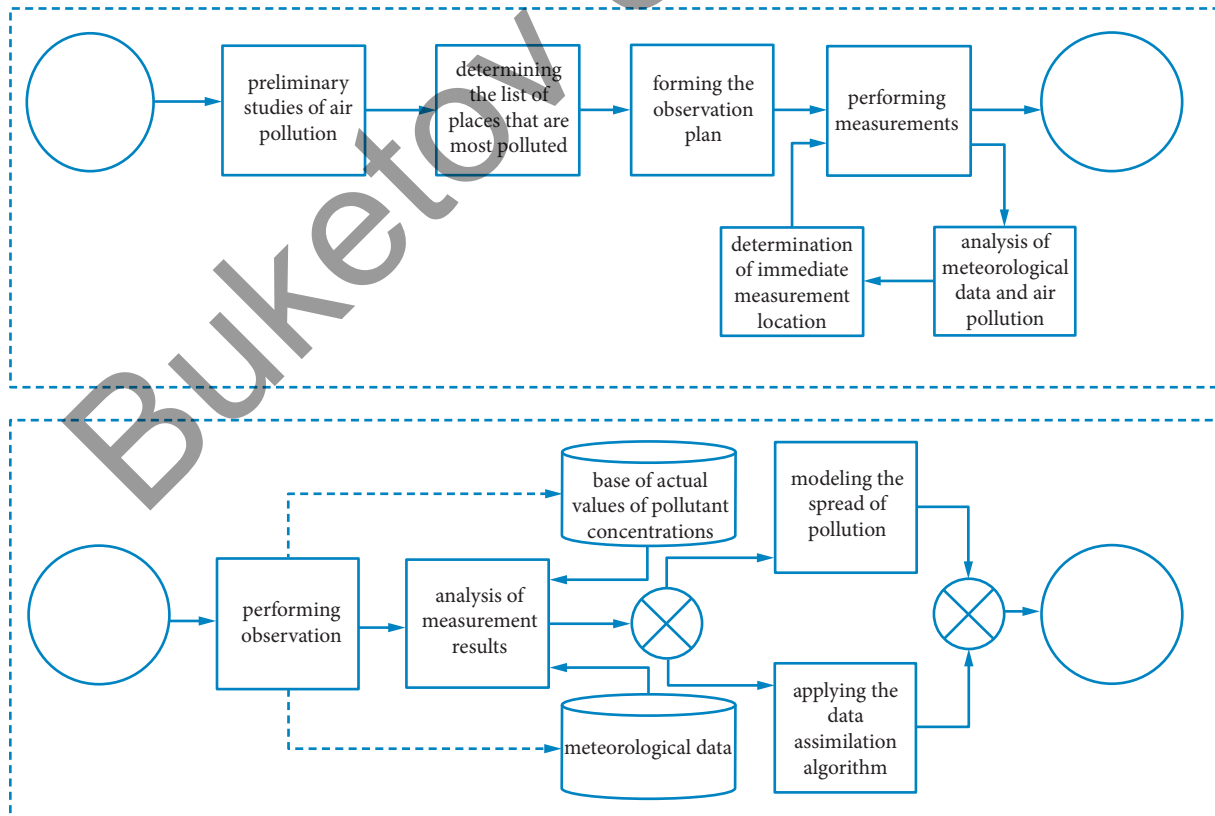 preliminary
studies of air
pollution
determining
the list of
places that are
most polluted
forming the
observation
plan
performing
measurements
determination
of immediate
measurement
location
analysis of
meteorological
data and air
pollution
Buketov
performing
observation
analysis of
measurement
results
base of actual
values of pollutant
concentrations
meteorological data
modeling the
spread of
pollution
applying the
data
assimilation
algorithm